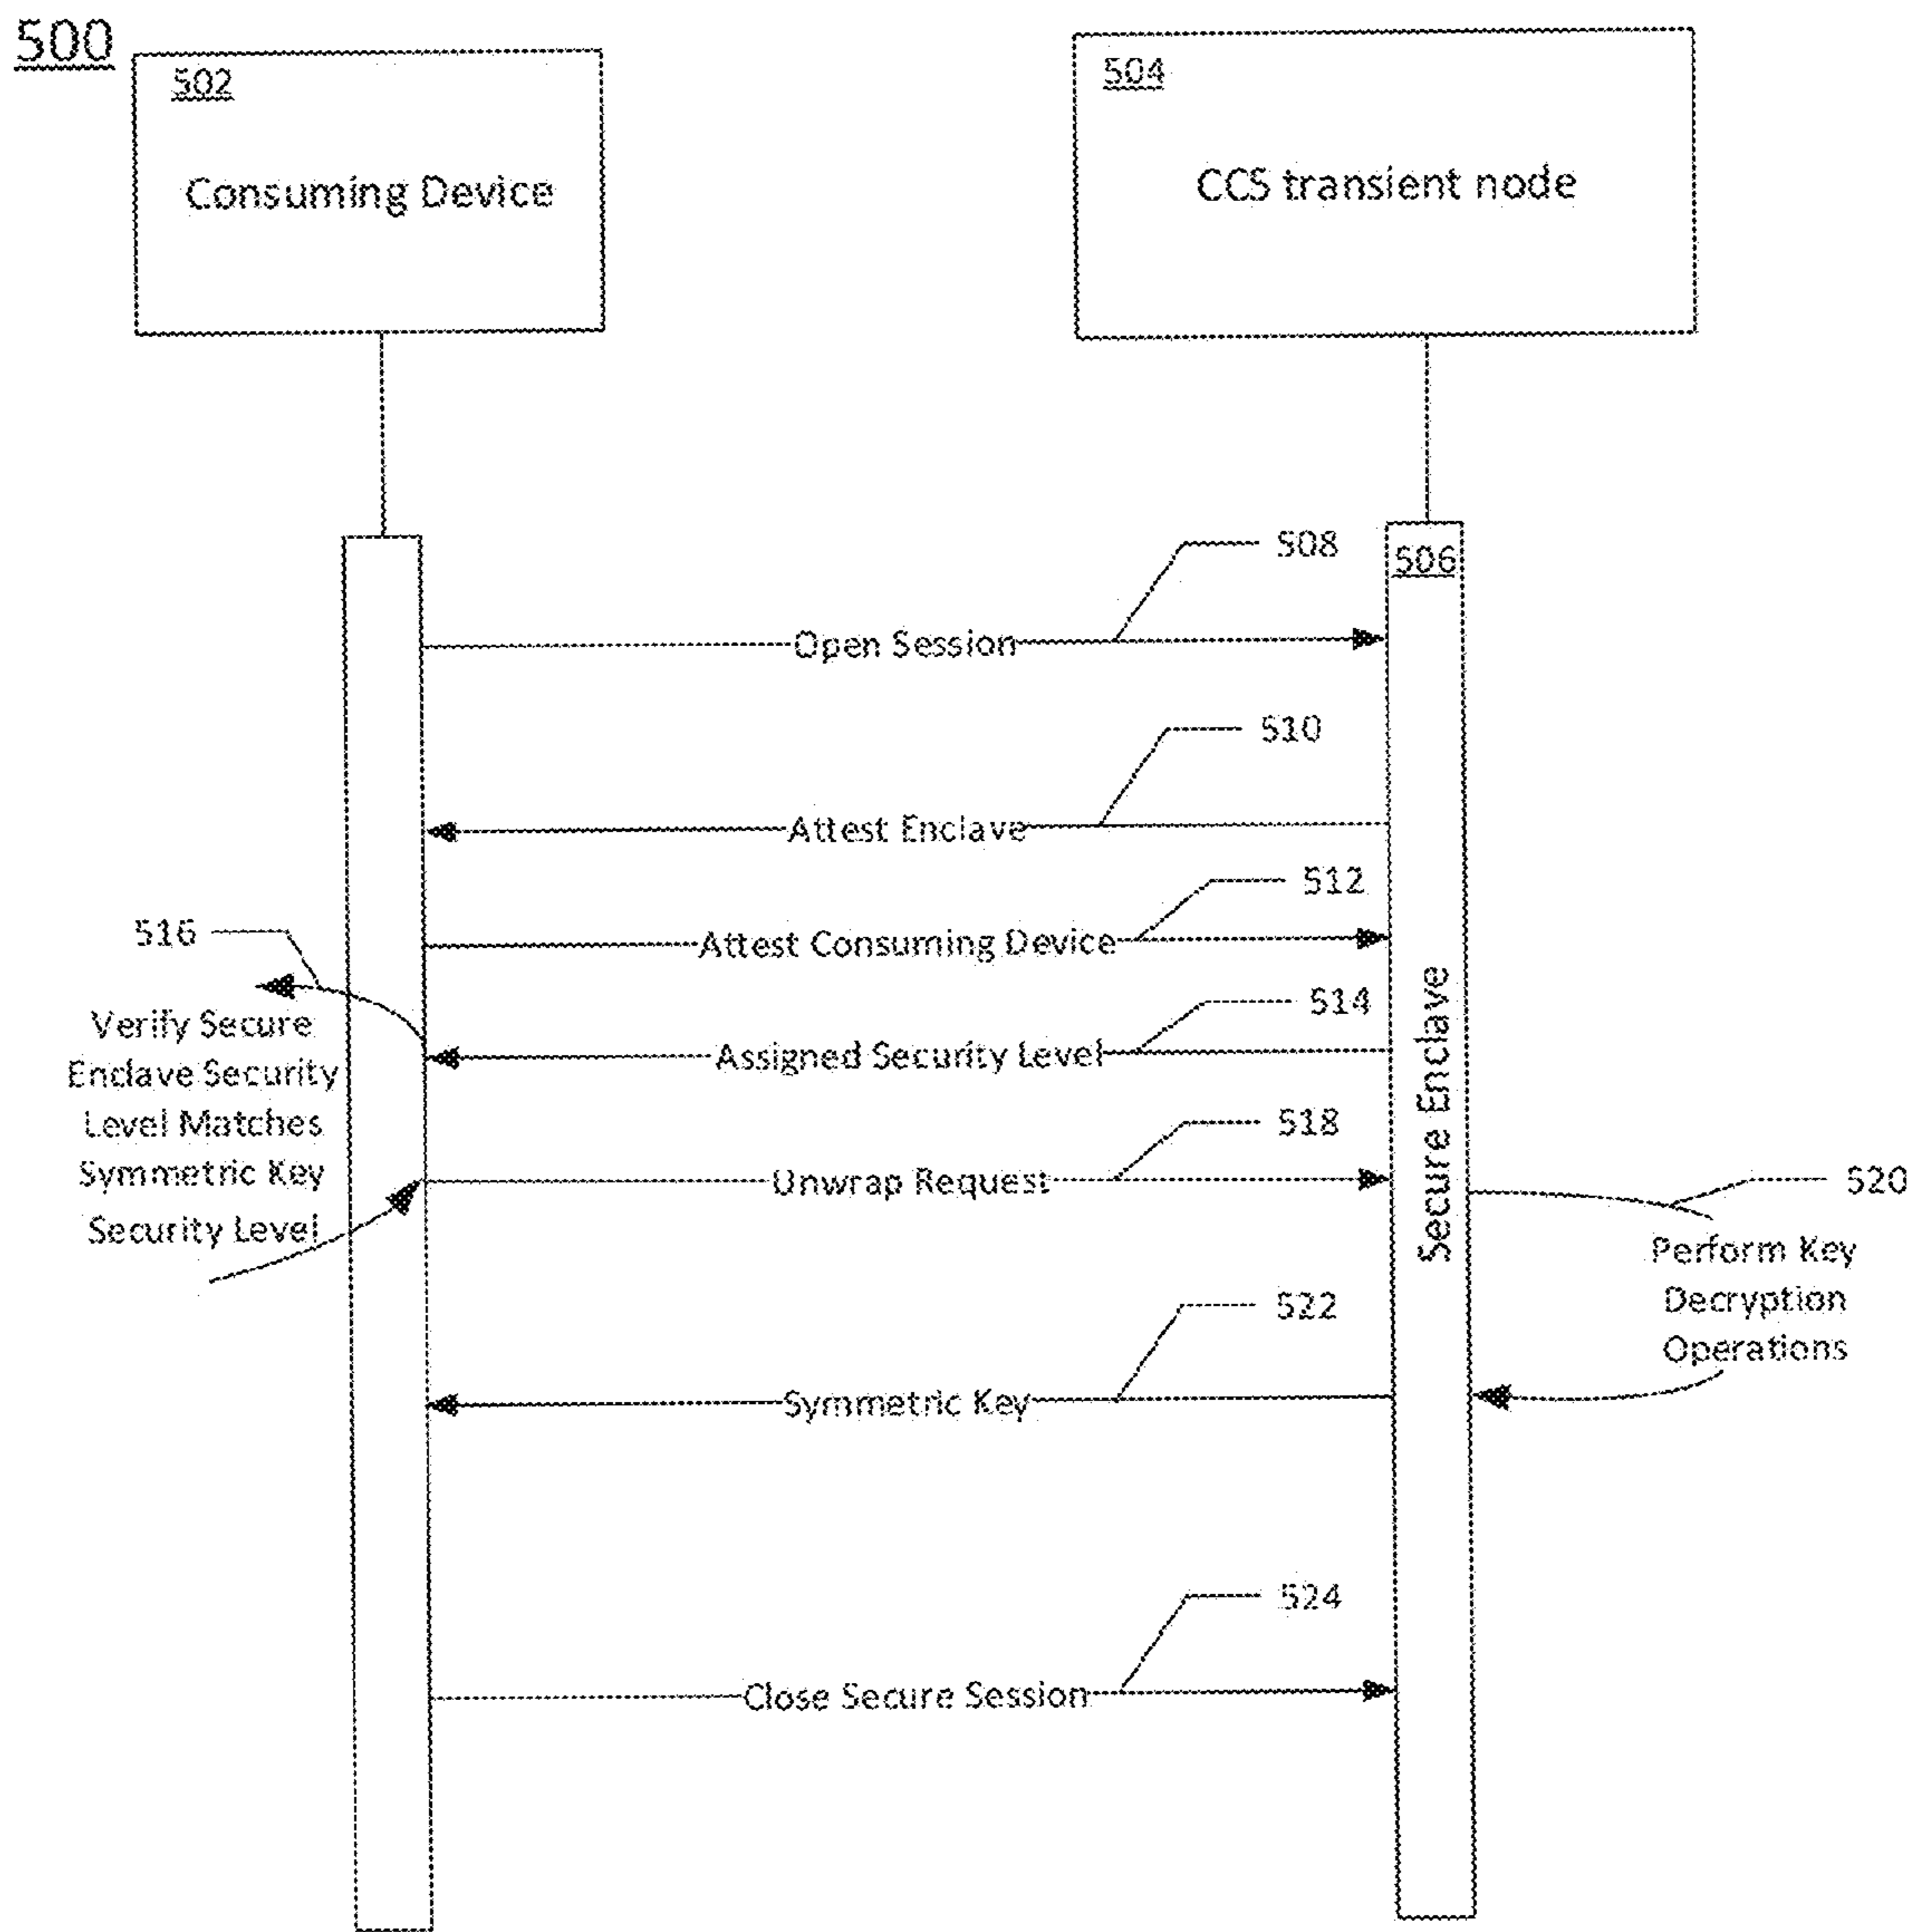 500
502
Consuming Device
504
CCS transient node
506
Secure Enclave
508
Open Session
510
Attest Enclave
512
Attest Consuming Device
514
Assigned Security Level
516
Verify Secure
Enclave Security
Level Matches
Symmetric Key
Security Level
518
Unwrap Request
520
Perform Key
Decryption
Operations
522
Symmetric Key
524
Close Secure Session